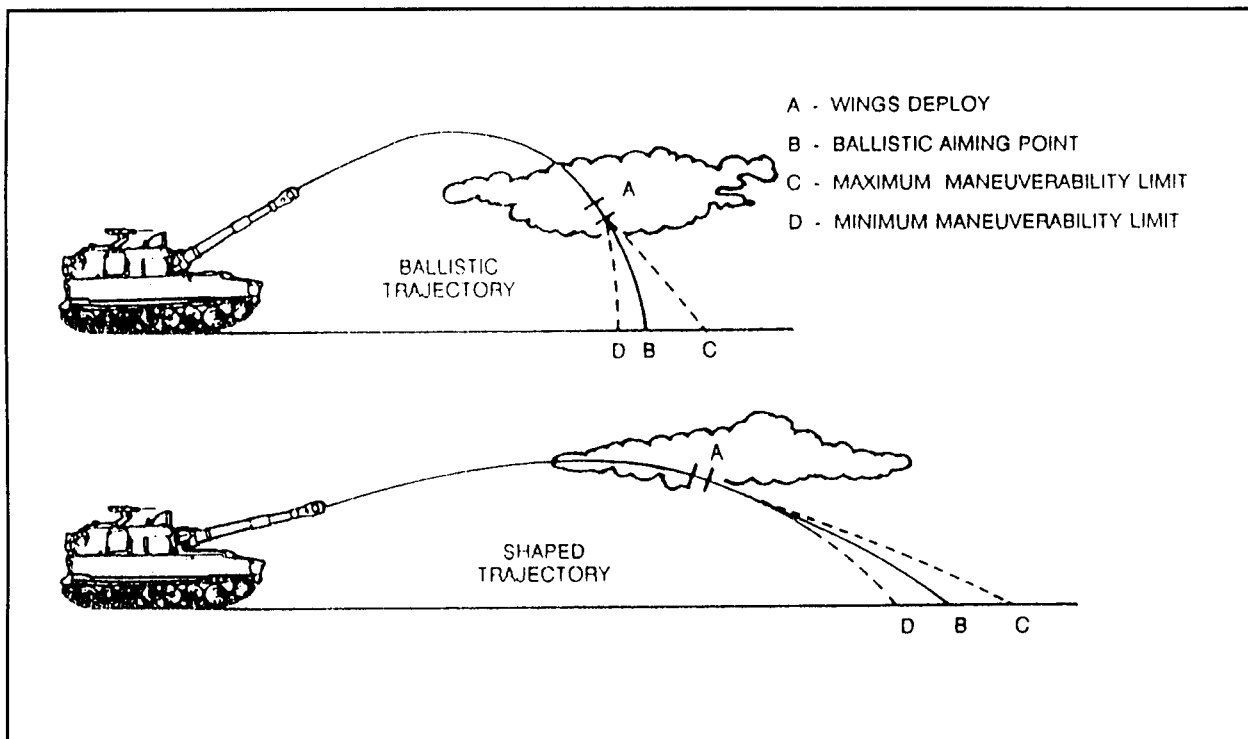 A - WINGS DEPLOY
B - BALLISTIC AIMING POINT
C - MAXIMUM MANEUVERABILITY LIMIT
D - MINIMUM MANEUVERABILITY LIMIT
A
BALLISTIC
TRAJECTORY
D B C
A
SHAPED
TRAJECTORY
D B C